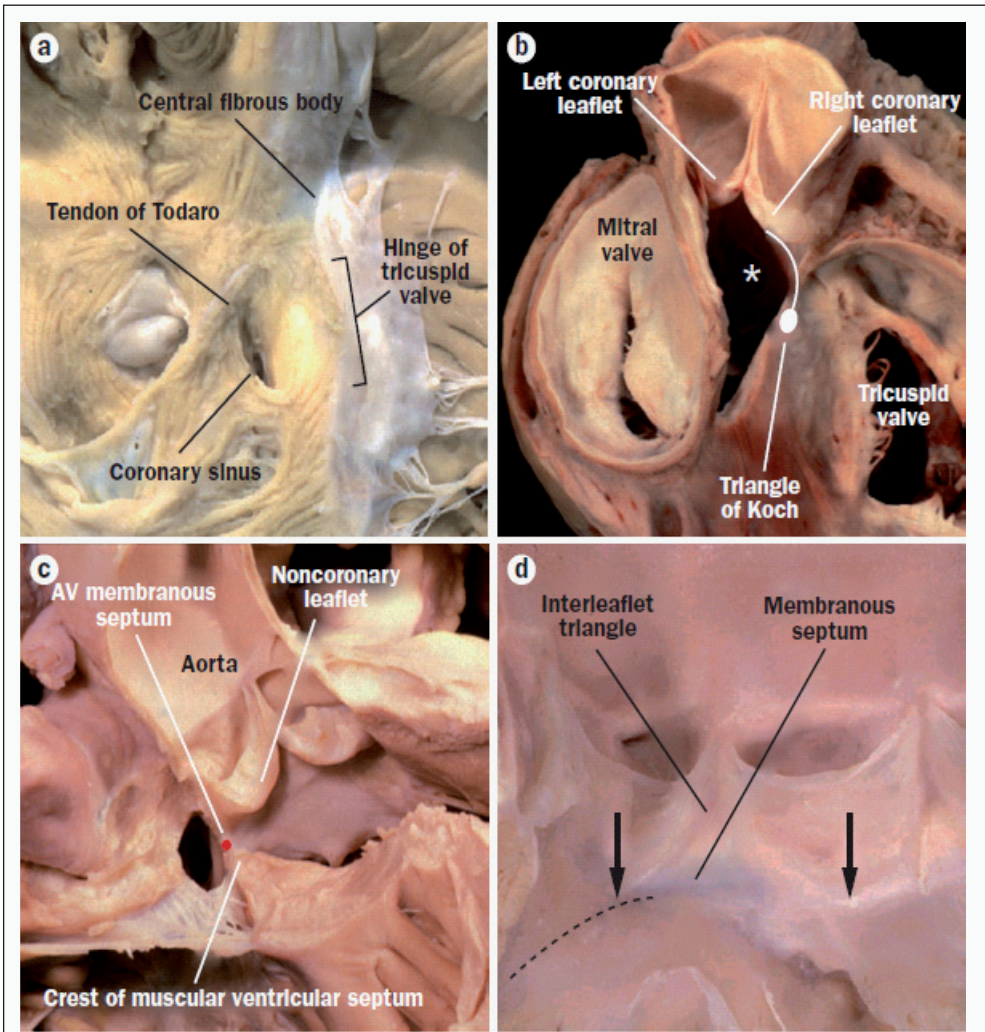 a
Central fibrous body
Tendon of Todaro
Hinge of
tricuspid
valve
Coronary sinus
b
Left coronary
leaflet
Right coronary
leaflet
Mitral
valve
*
Tricuspid
valve
Triangle
of Koch
c
AV membranous
septum
Noncoronary
leaflet
Aorta
Crest of muscular ventricular septum
d
Interleaflet
triangle
Membranous
septum